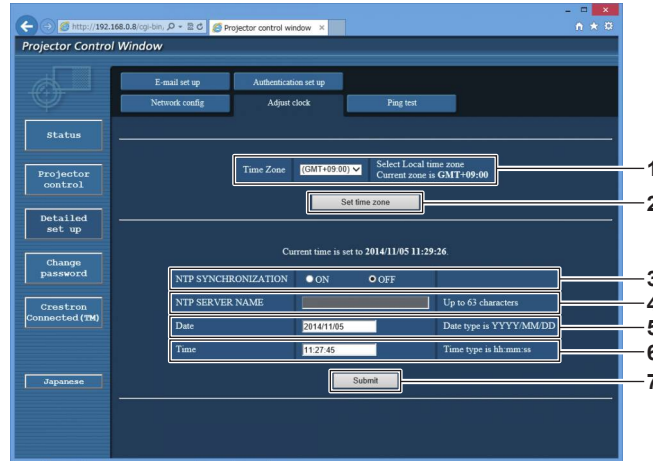 http://192.168.0.8/cgi-bin,
Projector control window
Projector Control Window
E-mail set up
Authentication set up
Network config
Adjust clock
Ping test
Status
Projector control
Detailed set up
Change password
Crestron Connected(TM)
Japanese
Time Zone
(GMT+09:00)
Select Local time zone
Current zone is GMT+09:00
1
Set time zone
2
Current time is set to 2014/11/05 11:29:26.
NTP SYNCHRONIZATION
ON
OFF
3
NTP SERVER NAME
Up to 63 characters
4
Date
2014/11/05
Date type is YYYY/MM/DD
5
Time
11:27:45
Time type is hh:mm:ss
6
Submit
7